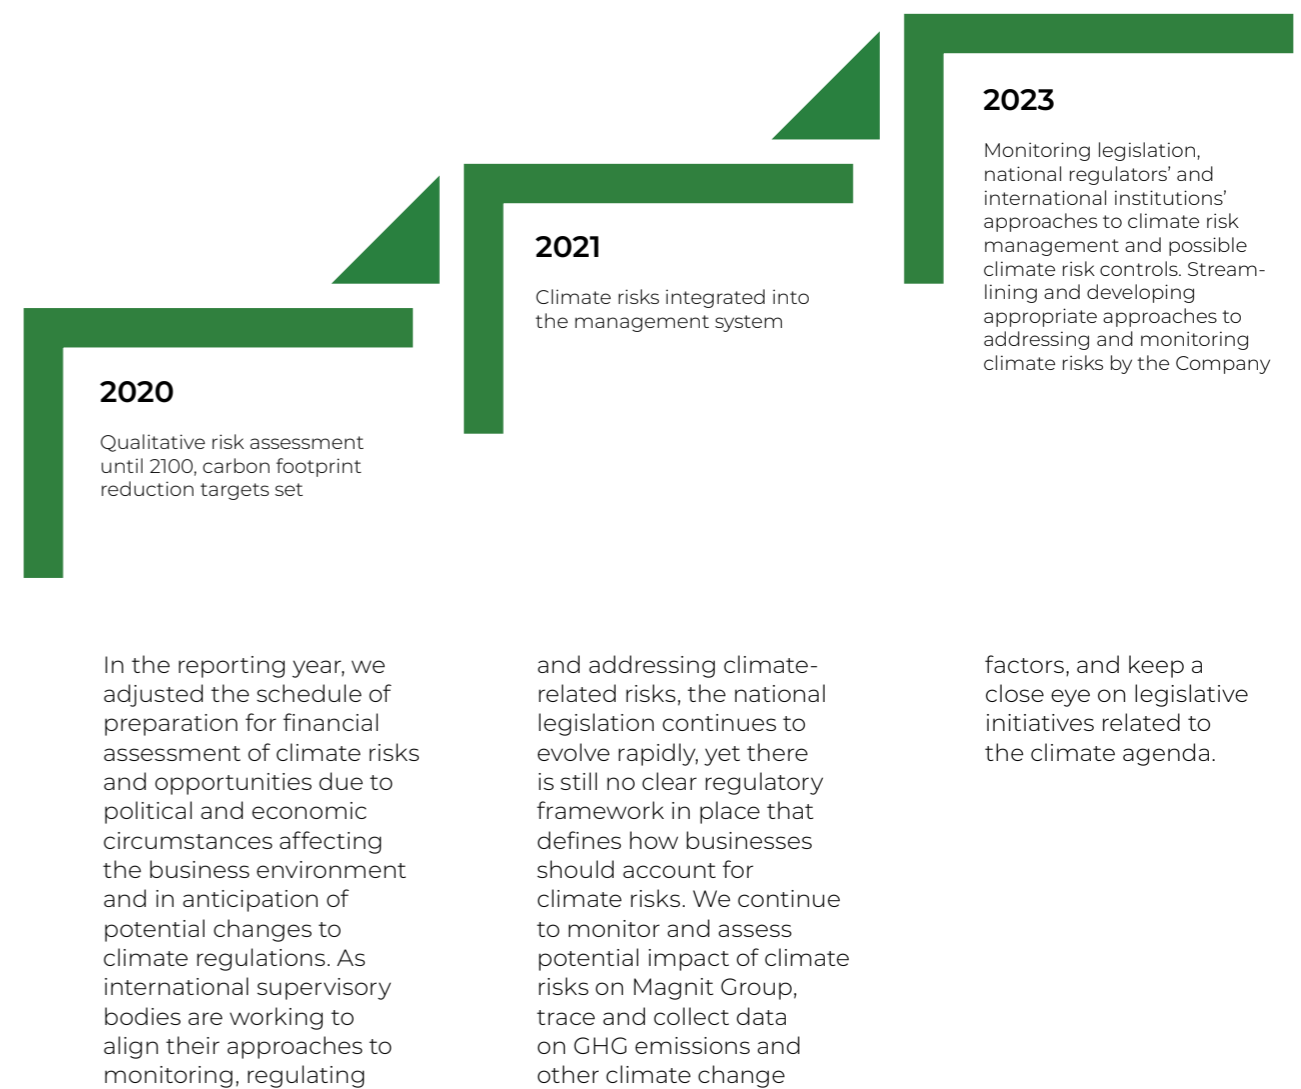 2020
Qualitative risk assessment
until 2100, carbon footprint
reduction targets set
2021
Climate risks integrated into
the management system
2023
Monitoring legislation,
national regulators’ and
international institutions’
approaches to climate risk
management and possible
climate risk controls. Stream-
lining and developing
appropriate approaches to
addressing and monitoring
climate risks by the Company
In the reporting year, we
adjusted the schedule of
preparation for financial
assessment of climate risks
and opportunities due to
political and economic
circumstances affecting
the business environment
and in anticipation of
potential changes to
climate regulations. As
international supervisory
bodies are working to
align their approaches to
monitoring, regulating
and addressing climate-
related risks, the national
legislation continues to
evolve rapidly, yet there
is still no clear regulatory
framework in place that
defines how businesses
should account for
climate risks. We continue
to monitor and assess
potential impact of climate
risks on Magnit Group,
trace and collect data
on GHG emissions and
other climate change
factors, and keep a
close eye on legislative
initiatives related to
the climate agenda.